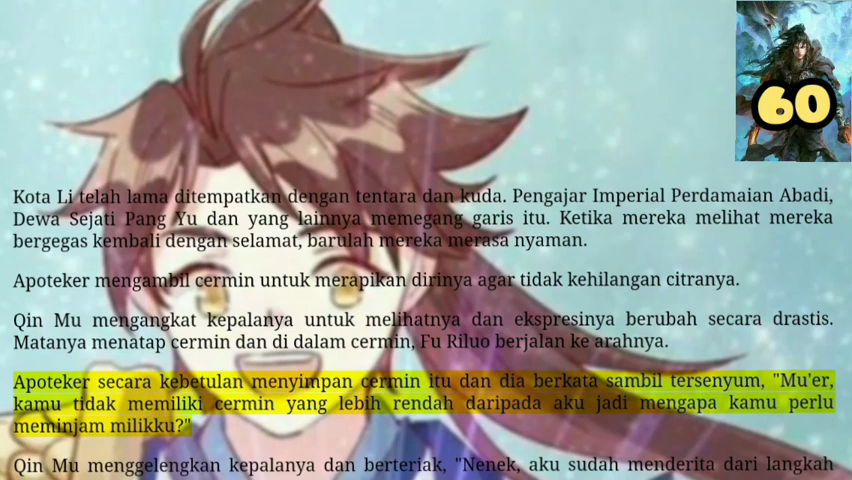 60
Kota Li telah lama ditempatkan dengan tentara dan kuda. Pengajar Imperial Perdamaian Abadi,
Dewa Sejati Pang Yu dan yang lainnya memegang garis itu. Ketika mereka melihat mereka
bergegas kembali dengan selamat, barulah mereka merasa nyaman.
Apoteker mengambil cermin untuk merapikan dirinya agar tidak kehilangan citranya.
Qin Mu mengangkat kepalanya untuk melihatnya dan ekspresinya berubah secara drastis.
Matanya menatap cermin dan di dalam cermin, Fu Riluo berjalan ke arahnya.
Apoteker secara kebetulan menyimpan cermin itu dan dia berkata sambil tersenyum, "Mu'er,
kamu tidak memiliki cermin yang lebih rendah daripada aku jadi mengapa kamu perlu
meminjam milikku?"
Qin Mu menggelengkan kepalanya dan berteriak, "Nenek, aku sudah menderita dari langkah